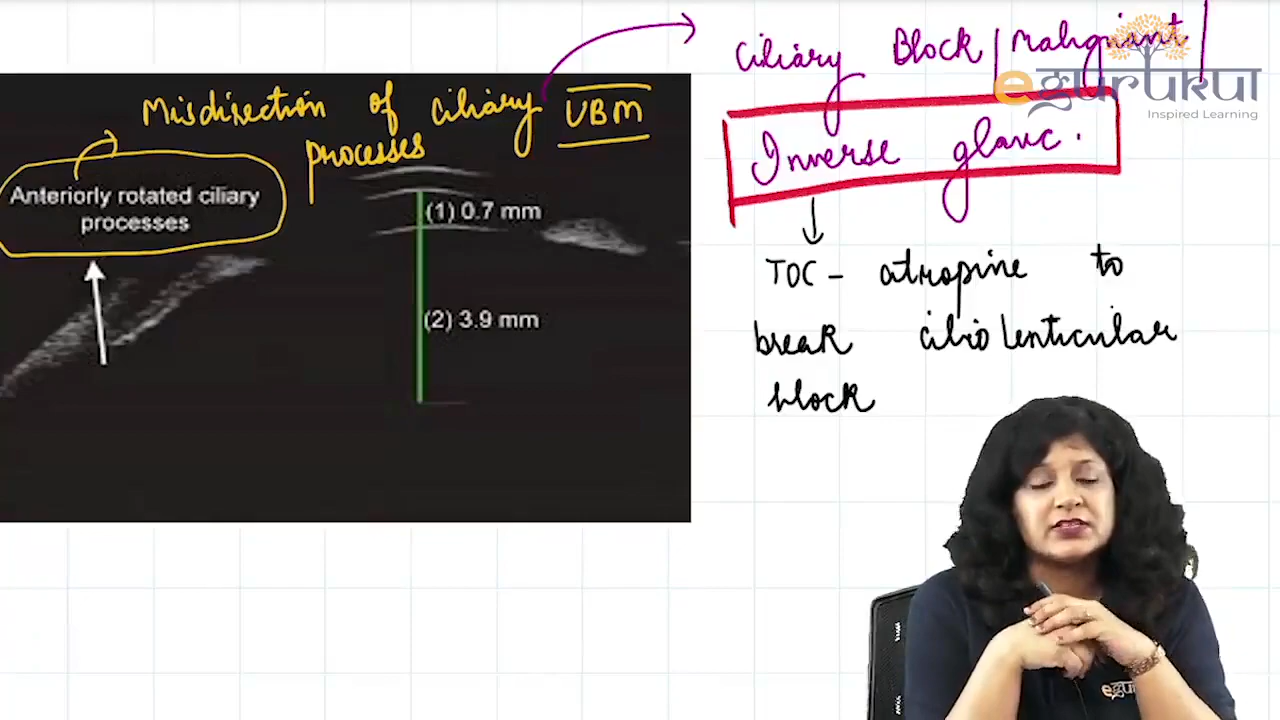 Ciliary Block | Malignant |
egurukul
Inspired Learning
Misdirection of ciliary UBM
processes
Inverse glauc.
Anteriorly rotated ciliary
processes
(1) 0.7 mm
(2) 3.9 mm
TOC - atropine to
break cilio lenticular
block
egur